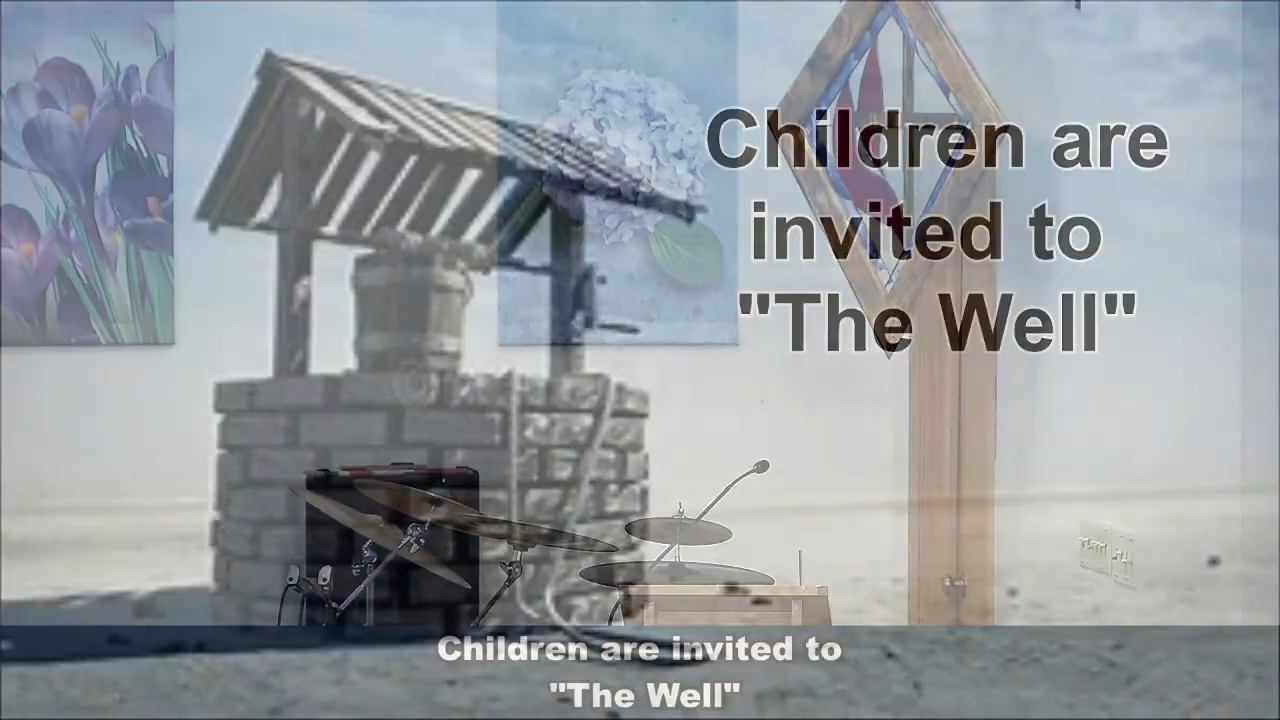 Children are
invited to
"The Well"
Children are invited to
"The Well"